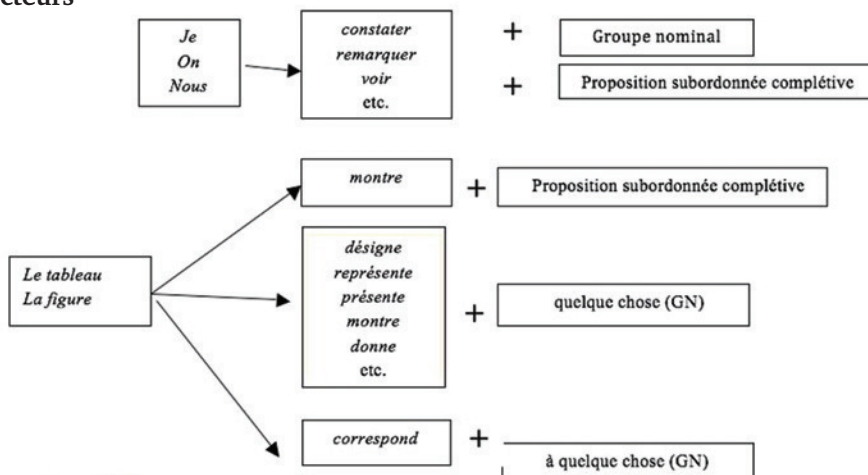 cteurs
Je
On
Nous
constater
remarquer
voir
etc.
+
Groupe nominal
+
Proposition subordonnée complétive
Le tableau
La figure
montre
+
Proposition subordonnée complétive
désigne
représente
présente
montre
donne
etc.
+
quelque chose (GN)
correspond
+
à quelque chose (GN)